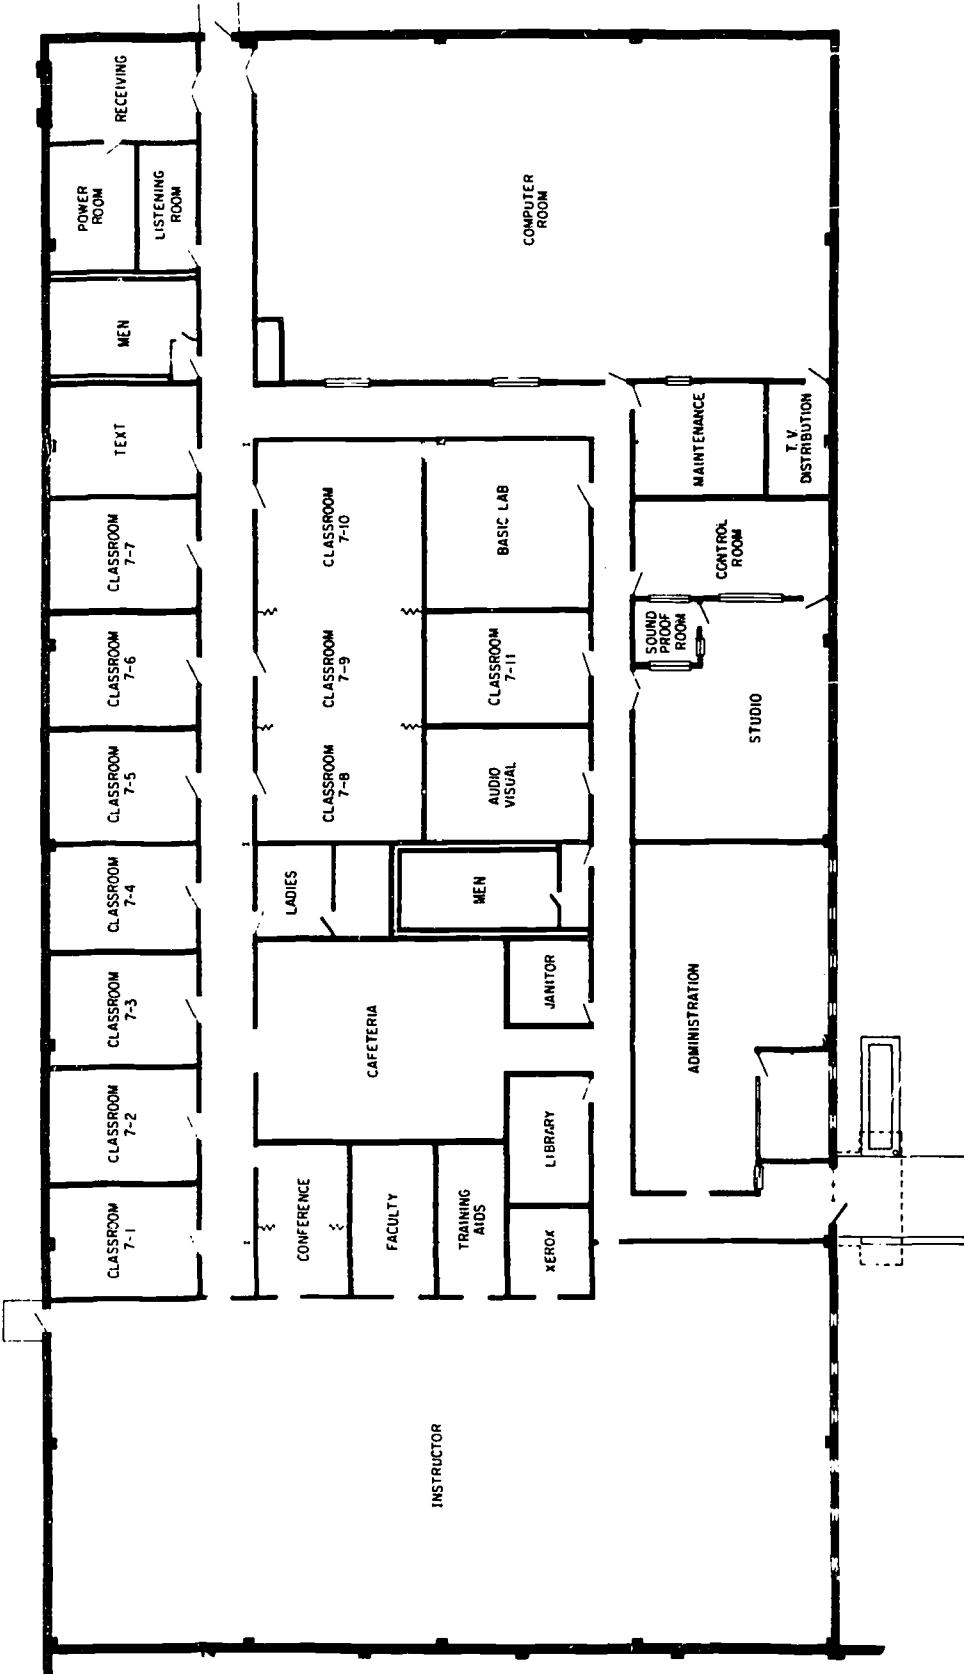 RECEIVING
POWER
ROOM
LISTENING
ROOM
COMPUTER
ROOM
MEN
TEXT
MAINTENANCE
T. V.
DISTRIBUTION
CLASSROOM
7-7
CLASSROOM
7-10
BASIC LAB
CONTROL
ROOM
CLASSROOM
7-6
CLASSROOM
7-9
CLASSROOM
7-11
SOUND
PROOF
ROOM
STUDIO
CLASSROOM
7-5
CLASSROOM
7-8
AUDIO
VISUAL
CLASSROOM
7-4
LADIES
MEN
CLASSROOM
7-3
CAFETERIA
JANITOR
ADMINISTRATION
CLASSROOM
7-2
LIBRARY
CLASSROOM
7-1
CONFERENCE
FACULTY
TRAINING
AIDS
XEROX
INSTRUCTOR